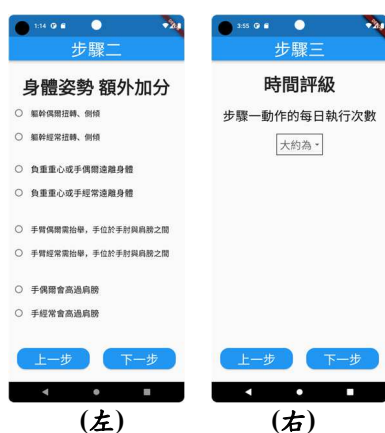 1:14
步驟二
身體姿勢 額外加分
軀幹偶爾扭轉、側傾
軀幹經常扭轉、側傾
負重重心或手偶爾遠離身體
負重重心或手經常遠離身體
手臂偶爾需抬舉，手位於手肘與肩膀之間
手臂經常需抬舉，手位於手肘與肩膀之間
手偶爾會高過肩膀
手經常會高過肩膀
上一步
下一步
(左)
3:55
步驟三
時間評級
步驟一動作的每日執行次數
大約為
上一步
下一步
(右)